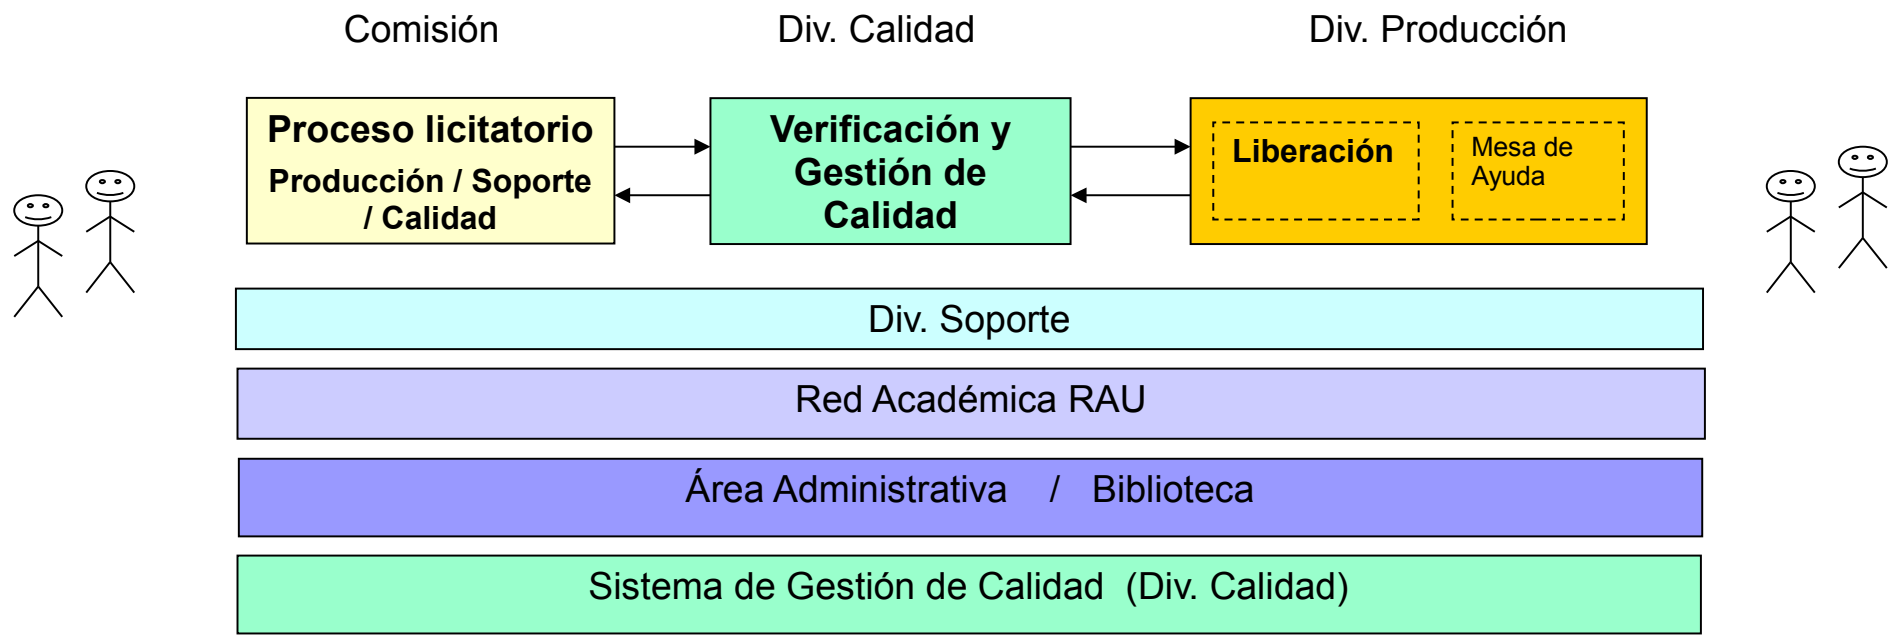 Comisión
Div. Calidad
Div. Producción
Proceso licitatorio
Producción / Soporte
/ Calidad
Verificación y
Gestión de
Calidad
Liberación
Mesa de
Ayuda
Div. Soporte
Red Académica RAU
Área Administrativa / Biblioteca
Sistema de Gestión de Calidad (Div. Calidad)